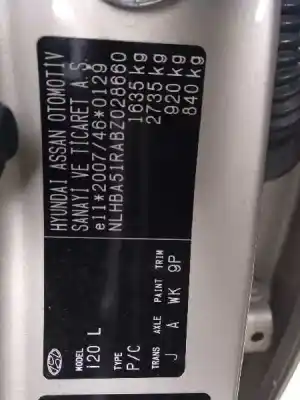 HYUNDAI ASSAN OTOMOTIV
SANAYI VE TICARET A.Ş
e11*2007/46*0129
NLHBA51RABZ028660
1635 kg
2735 kg
920 kg
840 kg
MODEL
i20 L
TYPE
P/C
TRANS AXLE PAINT TRIM
J A WK 9P